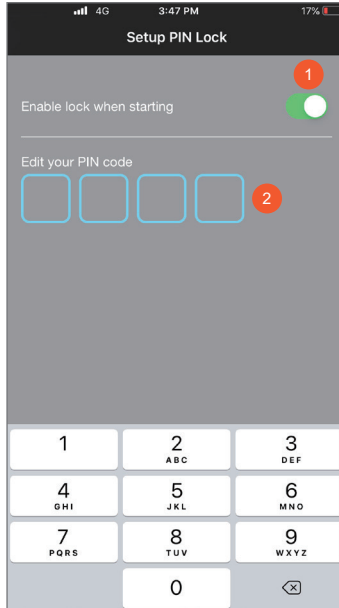 4G 3:47 PM 17%
Setup PIN Lock
1
Enable lock when starting
Edit your PIN code
2
1 2 3
ABC DEF
4 5 6
GHI JKL MNO
7 8 9
PQRS TUV WXYZ
0